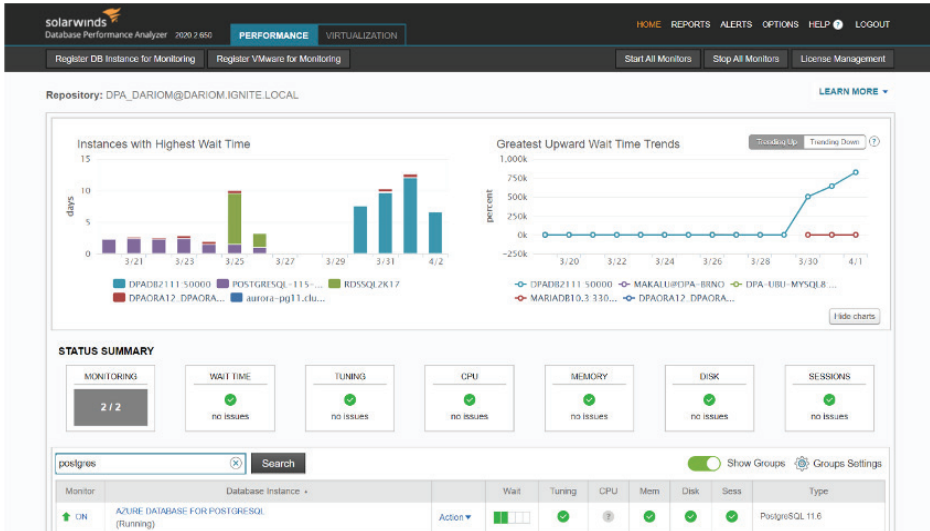 solarwinds
Database Performance Analyzer 2020.2.650
PERFORMANCE VIRTUALIZATION
HOME REPORTS ALERTS OPTIONS HELP ? LOGOUT
Register DB Instance for Monitoring Register VMware for Monitoring
Start All Monitors Stop All Monitors License Management
Repository: DPA_DARIOM@DARIOM.IGNITE.LOCAL
LEARN MORE
Instances with Highest Wait Time
15
10
5
0
days
3/21 3/23 3/25 3/27 3/29 3/31 4/2
DPADB2111:50000 POSTGRESQL-115-... RDSSQL2K17
DPAORA12_DPAORA... aurora-pg11.clu...
Greatest Upward Wait Time Trends
Trending Up Trending Down ?
1,000k
750k
500k
250k
0k
-250k
percent
3/20 3/22 3/24 3/26 3/28 3/30 4/1
DPADB2111:50000 MAKALU@DPA-BRNO DPA-UBU-MYSQL8...
MARIADB10.3:330... DPAORA12_DPAORA...
Hide charts
STATUS SUMMARY
MONITORING WAIT TIME TUNING CPU MEMORY DISK SESSIONS
2 / 2 no issues no issues no issues no issues no issues no issues
postgres Search
Show Groups Groups Settings
Monitor Database Instance Action Wait Tuning CPU Mem Disk Sess Type
ON AZURE DATABASE FOR POSTGRESQL
(Running)
Action ? PostgreSQL 11.6